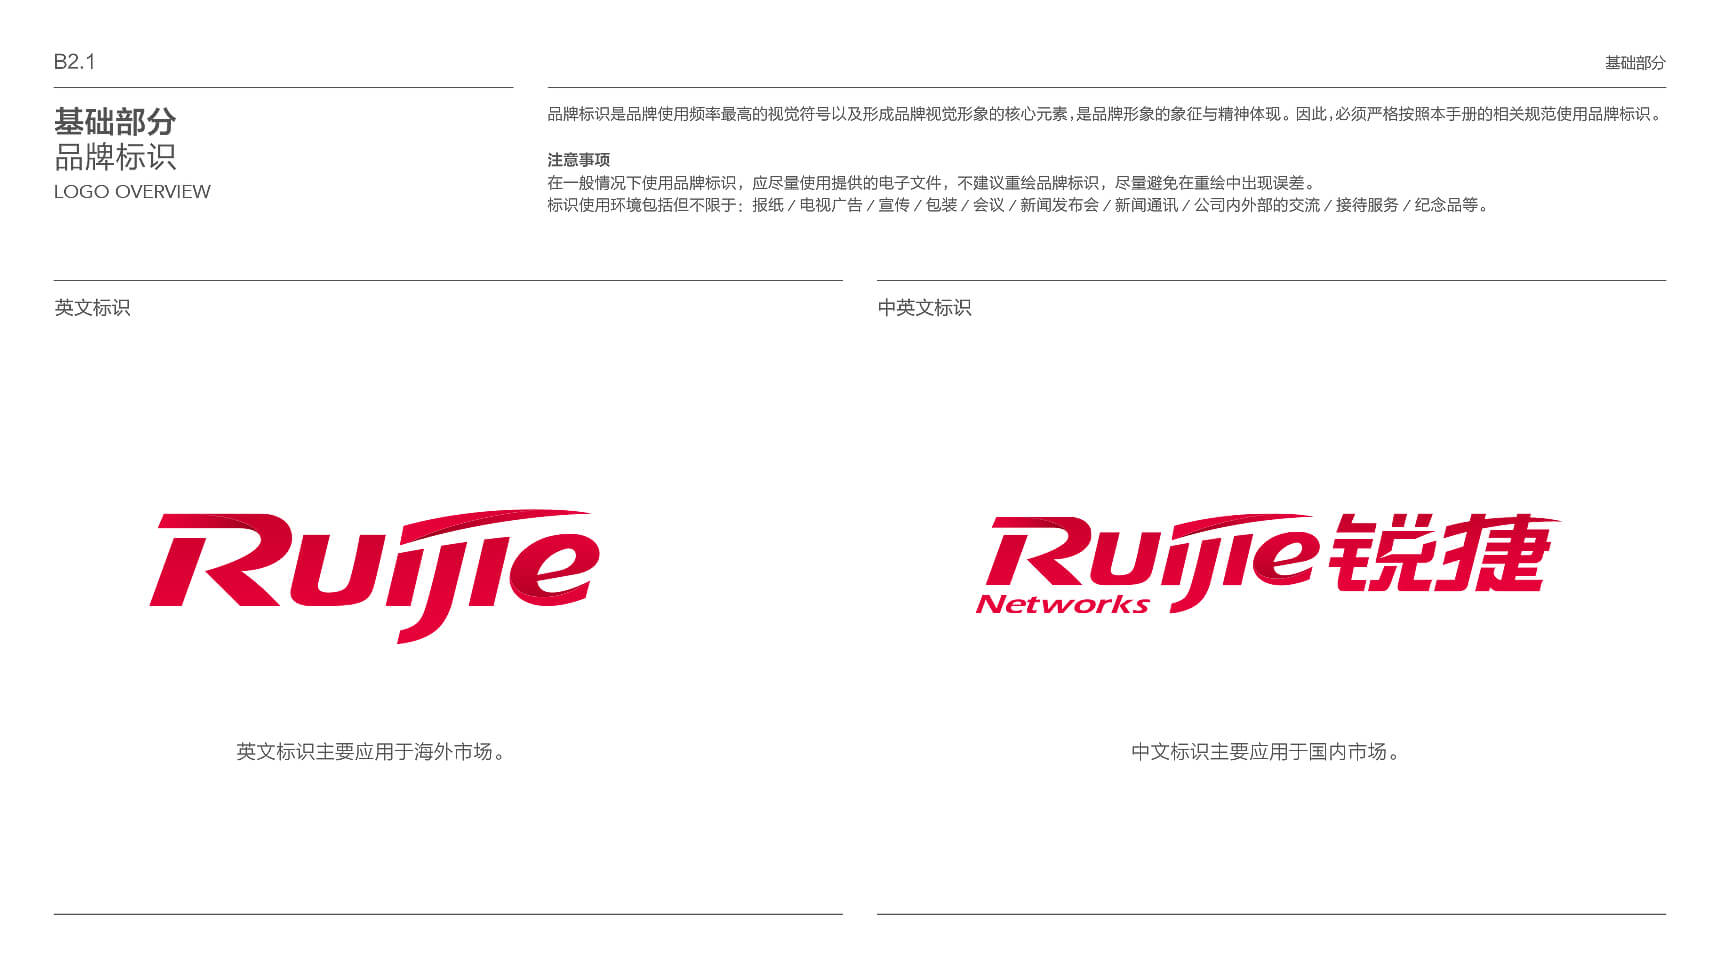 B2.1
基础部分
基础部分
品牌标识
LOGO OVERVIEW
品牌标识是品牌使用频率最高的视觉符号以及形成品牌视觉形象的核心元素，是品牌形象的象征与精神体现。因此，必须严格按照本手册的相关规范使用品牌标识。
注意事项
在一般情况下使用品牌标识，应尽量使用提供的电子文件，不建议重绘品牌标识，尽量避免在重绘中出现误差。
标识使用环境包括但不限于：报纸 / 电视广告 / 宣传 / 包装 / 会议 / 新闻发布会 / 新闻通讯 / 公司内外部的交流 / 接待服务 / 纪念品等。
英文标识
中英文标识
Ruijie
Ruijie 锐捷
Networks
英文标识主要应用于海外市场。
中文标识主要应用于国内市场。